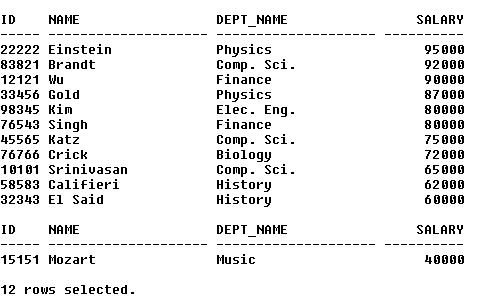 ID    NAME                 DEPT_NAME                SALARY
----- -------------------- -------------------- ----------
22222 Einstein             Physics                   95000
83821 Brandt               Comp. Sci.                92000
12121 Wu                   Finance                   90000
33456 Gold                 Physics                   87000
98345 Kim                  Elec. Eng.                80000
76543 Singh                Finance                   80000
45565 Katz                 Comp. Sci.                75000
76766 Crick                Biology                   72000
10101 Srinivasan           Comp. Sci.                65000
58583 Califieri            History                   62000
32343 El Said              History                   60000
ID    NAME                 DEPT_NAME                SALARY
----- -------------------- -------------------- ----------
15151 Mozart               Music                     40000
12 rows selected.